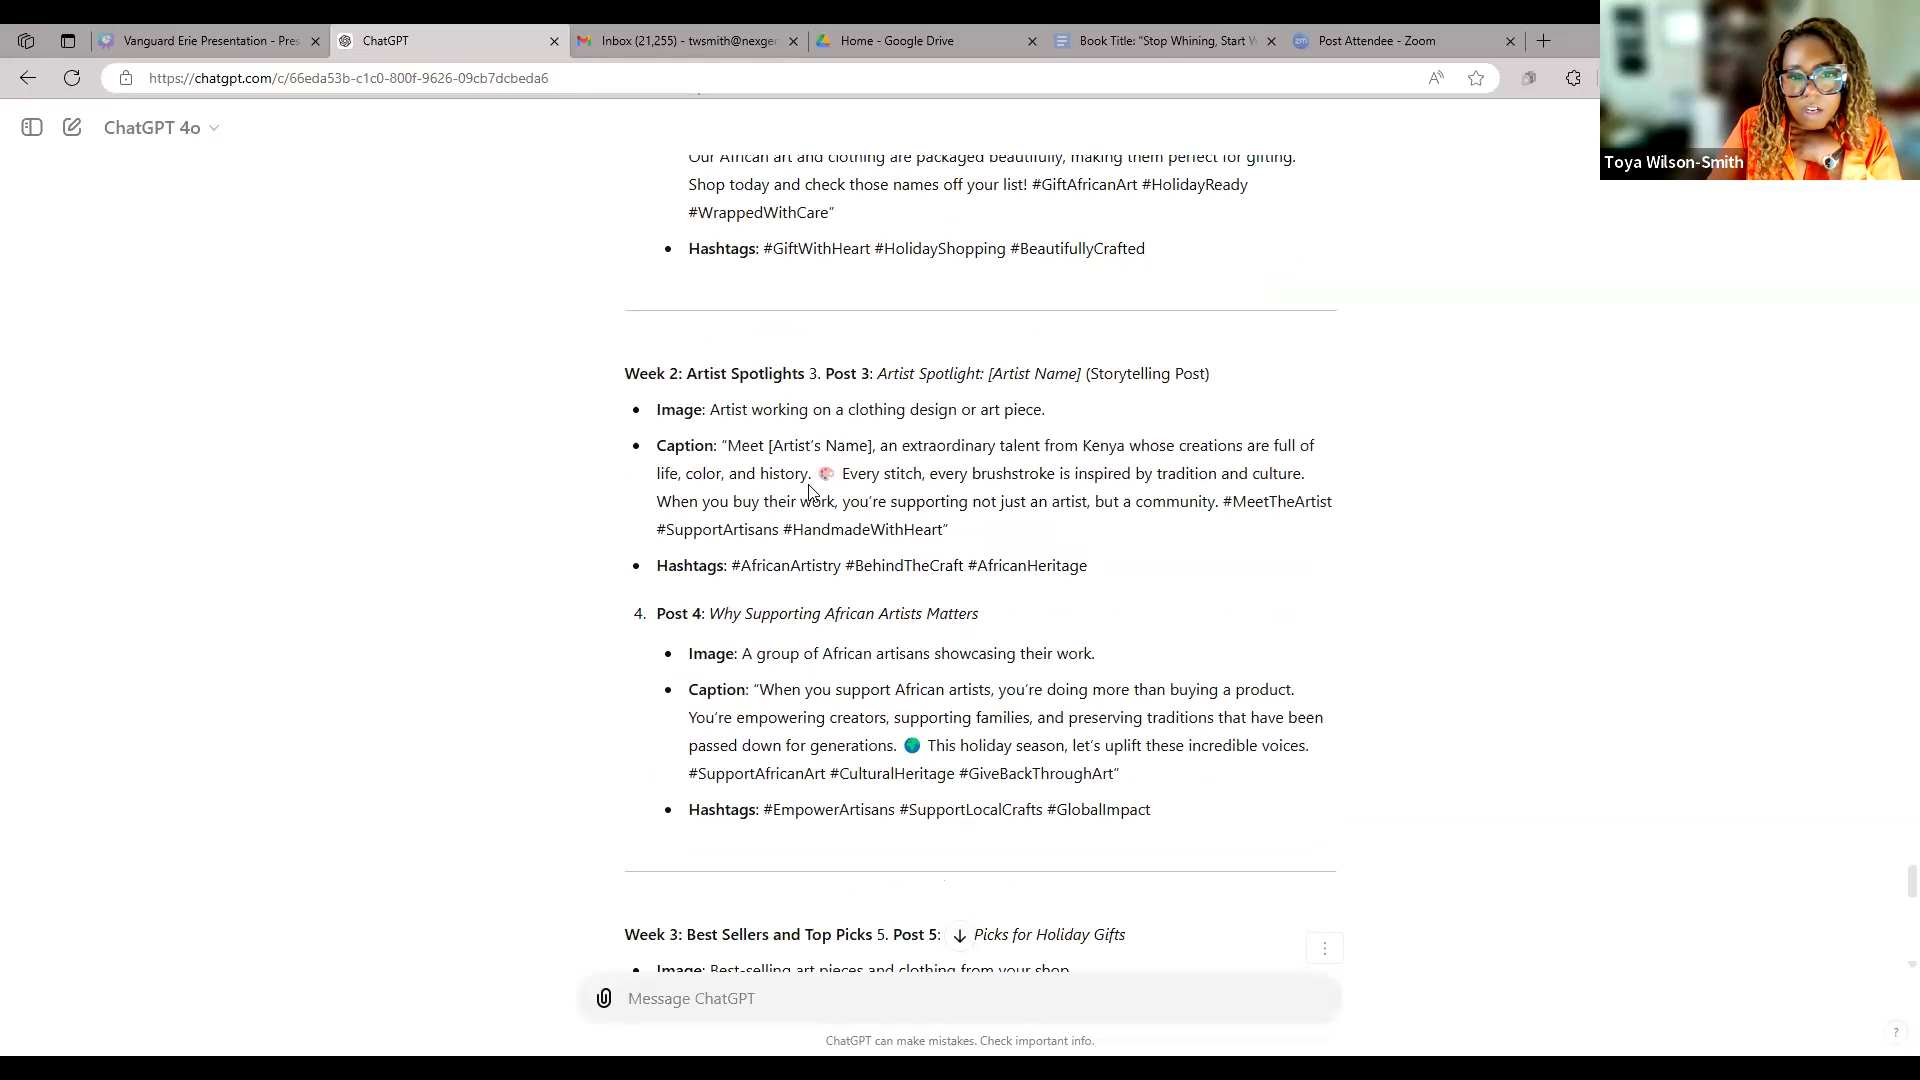 Vanguard Erie Presentation - Pres
ChatGPT
Inbox (21,255) - twsmith@nexge
Home - Google Drive
Book Title: "Stop Whining, Start W
Post Attendee - Zoom
https://chatgpt.com/c/66eda53b-c1c0-800f-9626-09cb7dcbeda6
Toya Wilson-Smith
ChatGPT 4o
Our African art and clothing are packaged beautifully, making them perfect for gifting.
Shop today and check those names off your list! #GiftAfricanArt #HolidayReady
#WrappedWithCare”
Hashtags: #GiftWithHeart #HolidayShopping #BeautifullyCrafted
Week 2: Artist Spotlights 3. Post 3: Artist Spotlight: [Artist Name] (Storytelling Post)
Image: Artist working on a clothing design or art piece.
Caption: “Meet [Artist’s Name], an extraordinary talent from Kenya whose creations are full of
life, color, and history. 🎨 Every stitch, every brushstroke is inspired by tradition and culture.
When you buy their work, you’re supporting not just an artist, but a community. #MeetTheArtist
#SupportArtisans #HandmadeWithHeart”
Hashtags: #AfricanArtistry #BehindTheCraft #AfricanHeritage
4. Post 4: Why Supporting African Artists Matters
Image: A group of African artisans showcasing their work.
Caption: “When you support African artists, you’re doing more than buying a product.
You’re empowering creators, supporting families, and preserving traditions that have been
passed down for generations. 🌍 This holiday season, let’s uplift these incredible voices.
#SupportAfricanArt #CulturalHeritage #GiveBackThroughArt”
Hashtags: #EmpowerArtisans #SupportLocalCrafts #GlobalImpact
Week 3: Best Sellers and Top Picks 5. Post 5: Picks for Holiday Gifts
Image: Best-selling art pieces and clothing from your shop
Message ChatGPT
ChatGPT can make mistakes. Check important info.
?